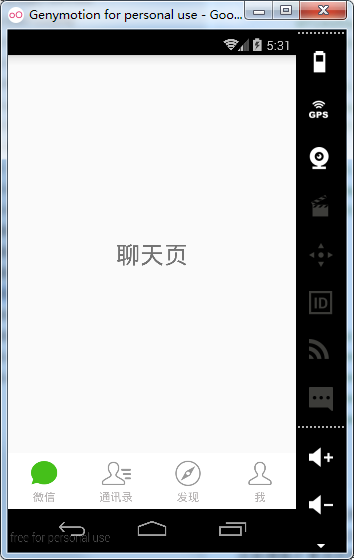 Genymotion for personal use - Goo...
5:31
GPS
聊天页
ID
微信 通讯录 发现 我
free for personal use